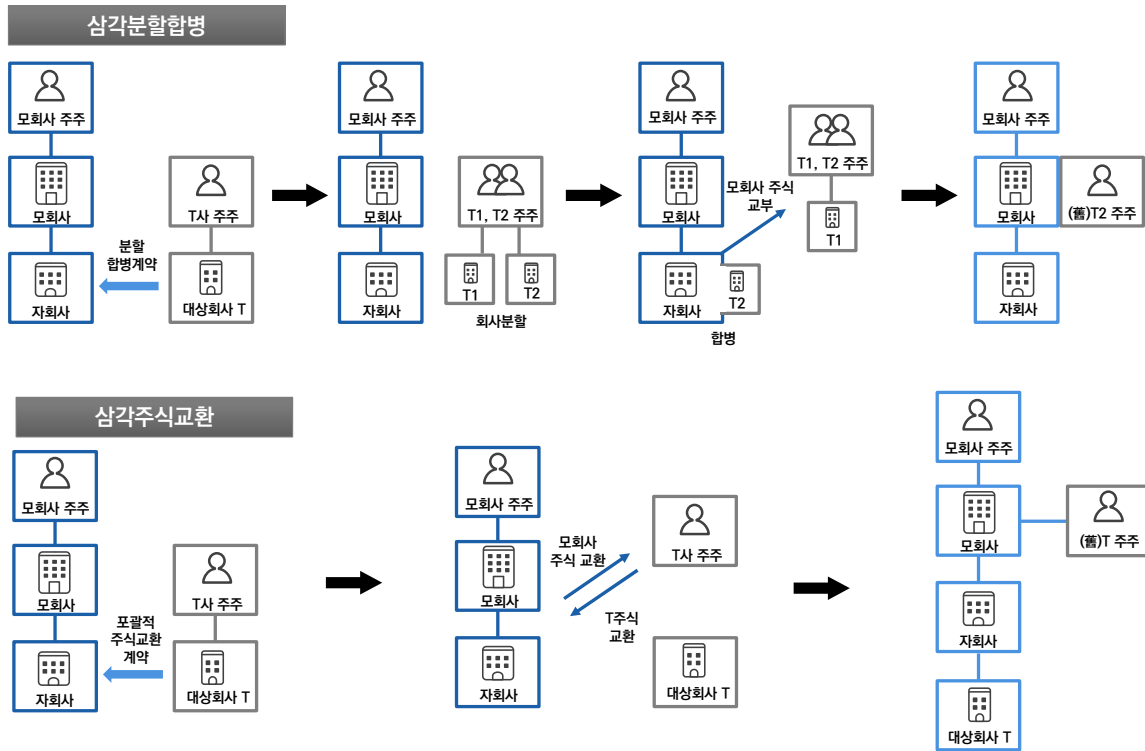 삼각분할합병
모회사 주주
모회사
자회사
분할
합병계약
T사 주주
대상회사 T
모회사 주주
모회사
자회사
T1, T2 주주
T1
T2
회사분할
모회사 주주
모회사
자회사
T2
합병
모회사 주식
교부
T1, T2 주주
T1
모회사 주주
모회사
(舊)T2 주주
자회사
삼각주식교환
모회사 주주
모회사
자회사
포괄적
주식교환
계약
T사 주주
대상회사 T
모회사 주주
모회사
자회사
모회사
주식 교환
T주식
교환
T사 주주
대상회사 T
모회사 주주
모회사
(舊)T 주주
자회사
대상회사 T